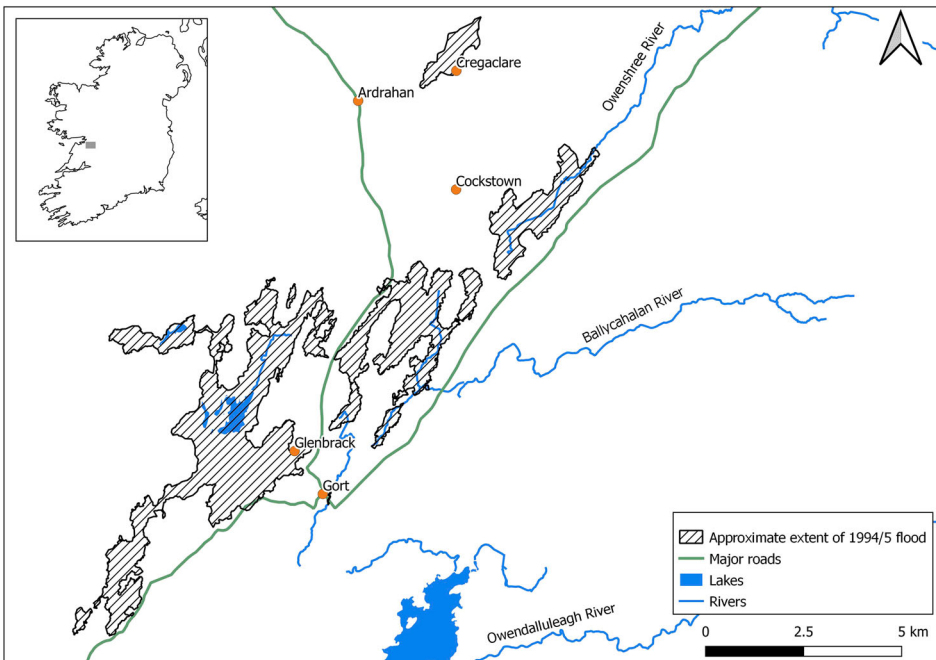 Cregaclare
Ardrahan
Owenshree River
Cockstown
Ballycahalan River
Glenbrack
Gort
Owendalluleagh River
Approximate extent of 1994/5 flood
Major roads
Lakes
Rivers
0 2.5 5 km